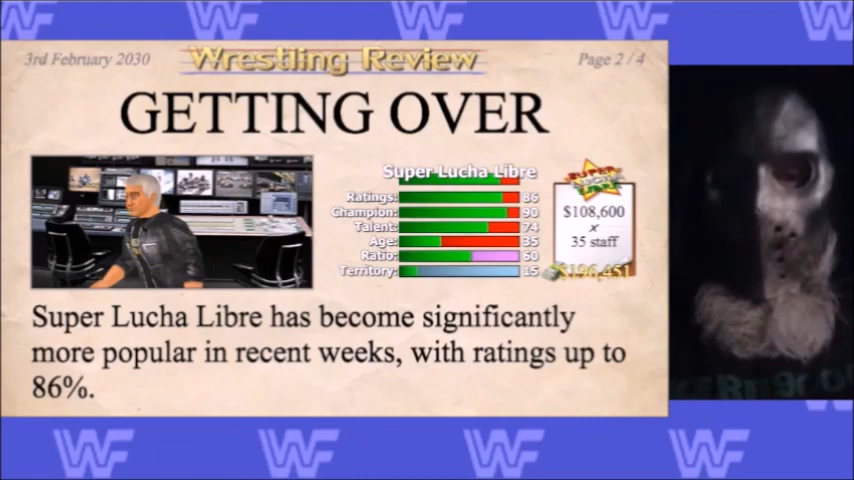 3rd February 2030
Wrestling Review
Page 2 / 4
GETTING OVER
Super Lucha Libre
Ratings: 86
Champion: 90
Talent: 74
Age: 35
Ratio: 60
Territory: 15
$108,600
x
35 staff
$196,451
Super Lucha Libre has become significantly
more popular in recent weeks, with ratings up to
86%.